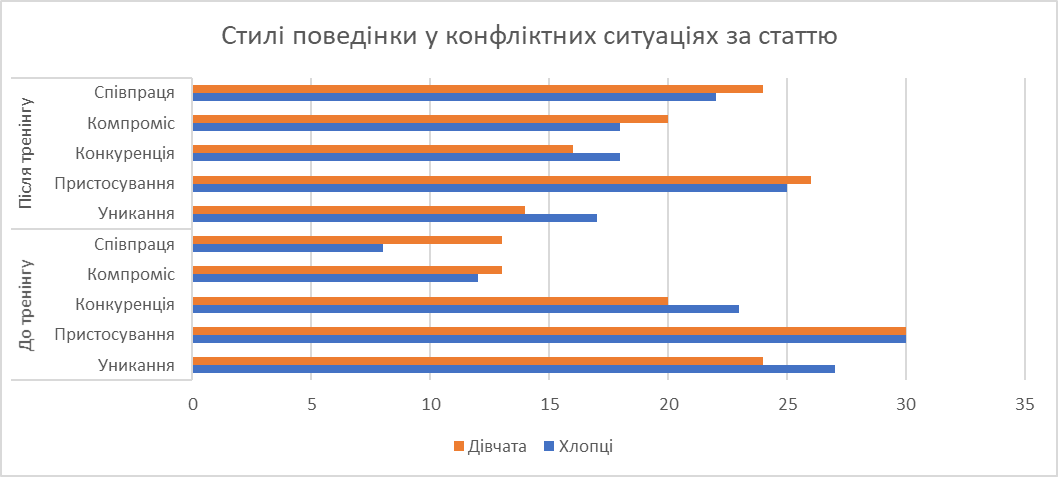 Стилі поведінки у конфліктних ситуаціях за статтю
Після тренінгу
Співпраця
Компроміс
Конкуренція
Пристосування
Уникання
До тренінгу
Співпраця
Компроміс
Конкуренція
Пристосування
Уникання
0 5 10 15 20 25 30 35
Дівчата Хлопці